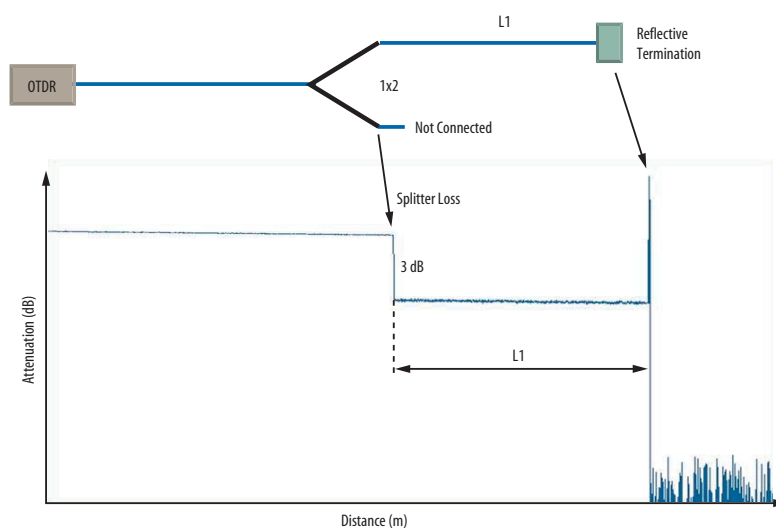 L1
Reflective
Termination
OTDR
1x2
Not Connected
Splitter Loss
3 dB
L1
Attenuation (dB)
Distance (m)